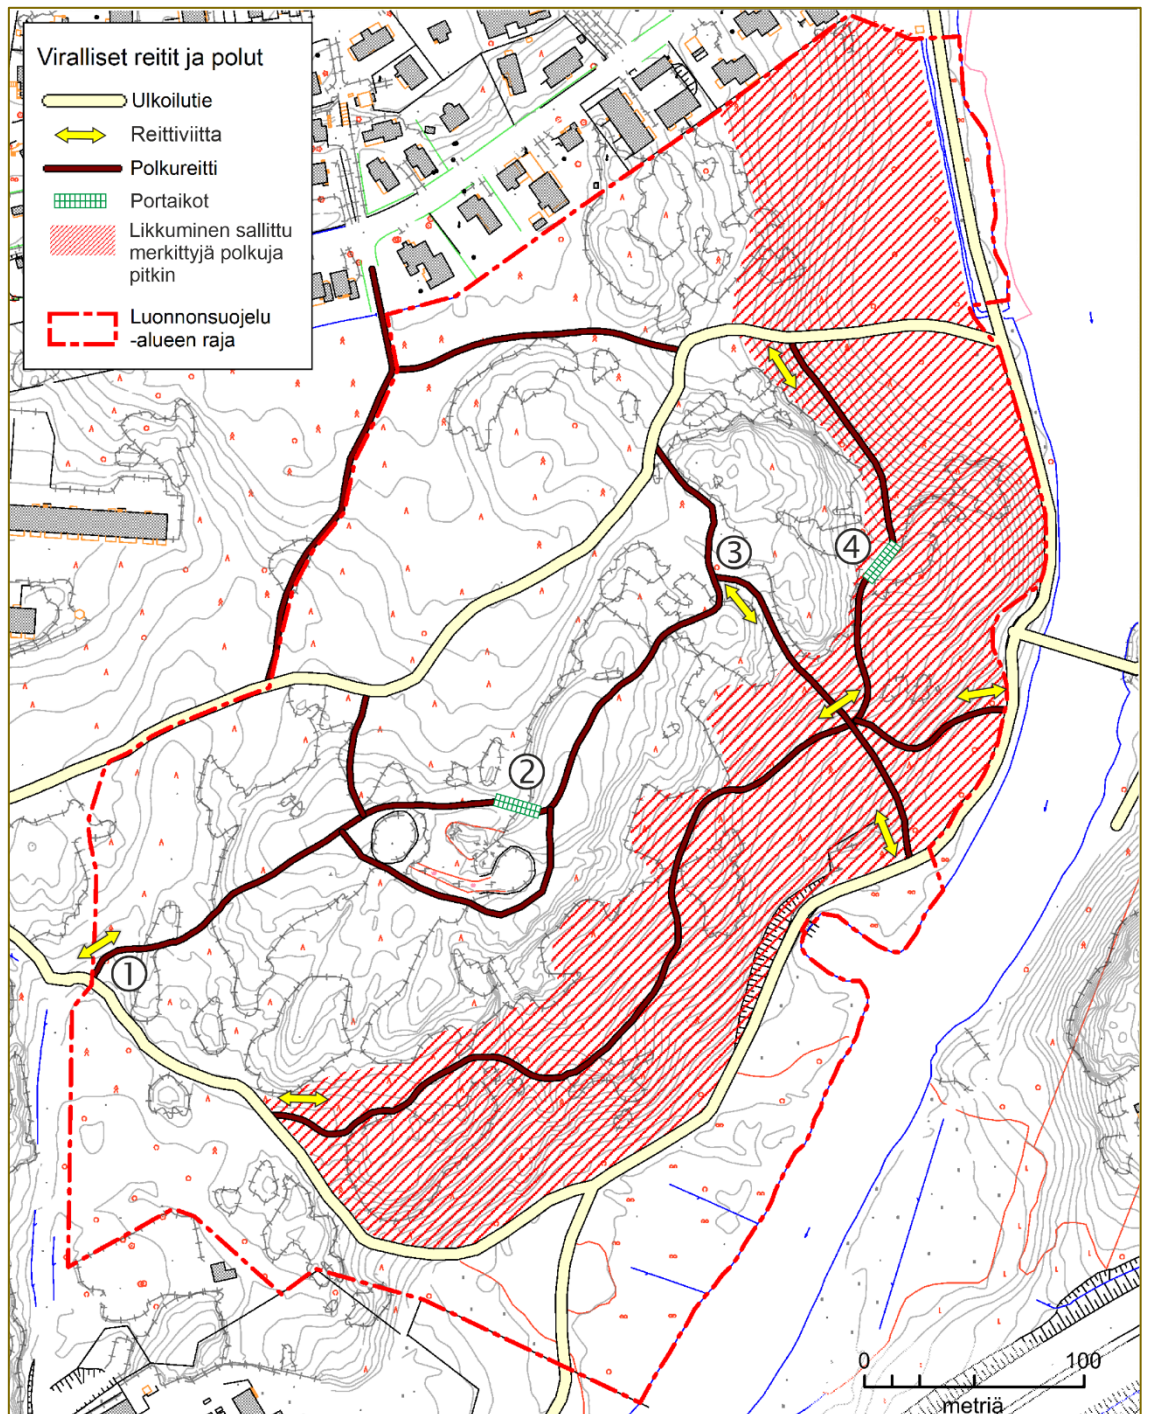 Viralliset reitit ja polut
Ulkoilutie
Reittiviitta
Polkureitti
Portaikot
Likkuminen sallittu
merkittyjä polkuja
pitkin
Luonnonsuojelu
-alueen raja
3
4
2
1
0 100
metriä